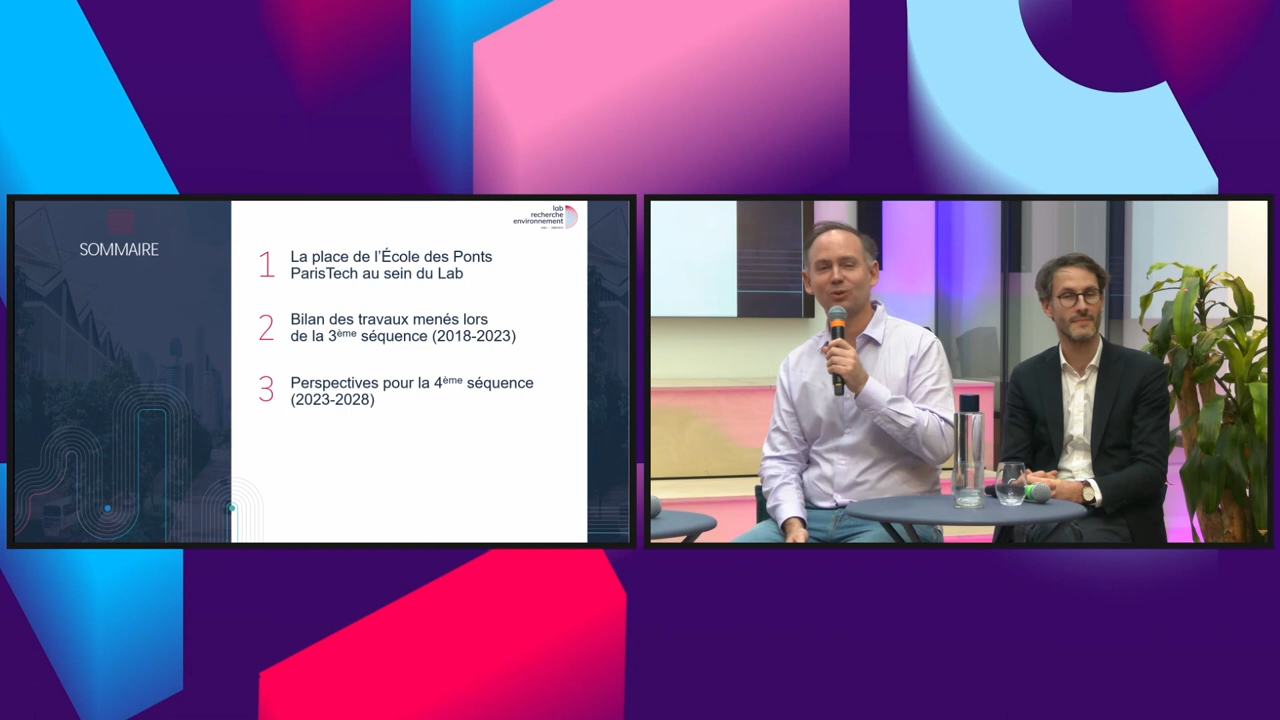 SOMMAIRE
lab
recherche
environnement
1 La place de l'École des Ponts
ParisTech au sein du Lab
2 Bilan des travaux menés lors
de la 3ème séquence (2018-2023)
3 Perspectives pour la 4ème séquence
(2023-2028)